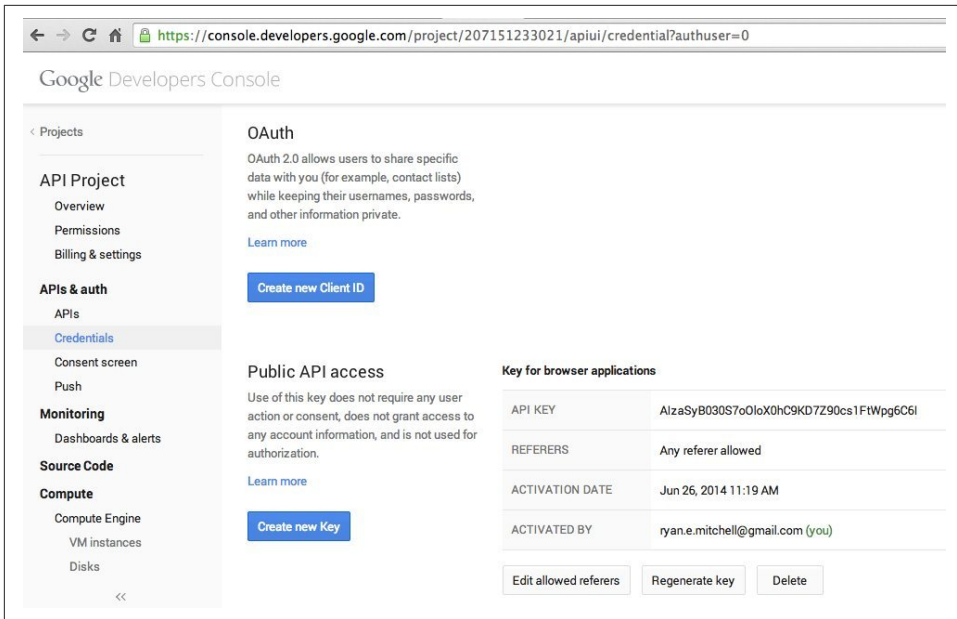 https://console.developers.google.com/project/207151233021/apiui/credential?authuser=0
Google Developers Console
< Projects
API Project
Overview
Permissions
Billing & settings
APIs & auth
APIs
Credentials
Consent screen
Push
Monitoring
Dashboards & alerts
Source Code
Compute
Compute Engine
VM instances
Disks
<<
OAuth
OAuth 2.0 allows users to share specific
data with you (for example, contact lists)
while keeping their usernames, passwords,
and other information private.
Learn more
Create new Client ID
Public API access
Use of this key does not require any user
action or consent, does not grant access to
any account information, and is not used for
authorization.
Learn more
Create new Key
Key for browser applications
API KEY
REFERERS Any referer allowed
ACTIVATION DATE Jun 26, 2014 11:19 AM
ACTIVATED BY ryan.e.mitchell@gmail.com (you)
Edit allowed referers Regenerate key Delete